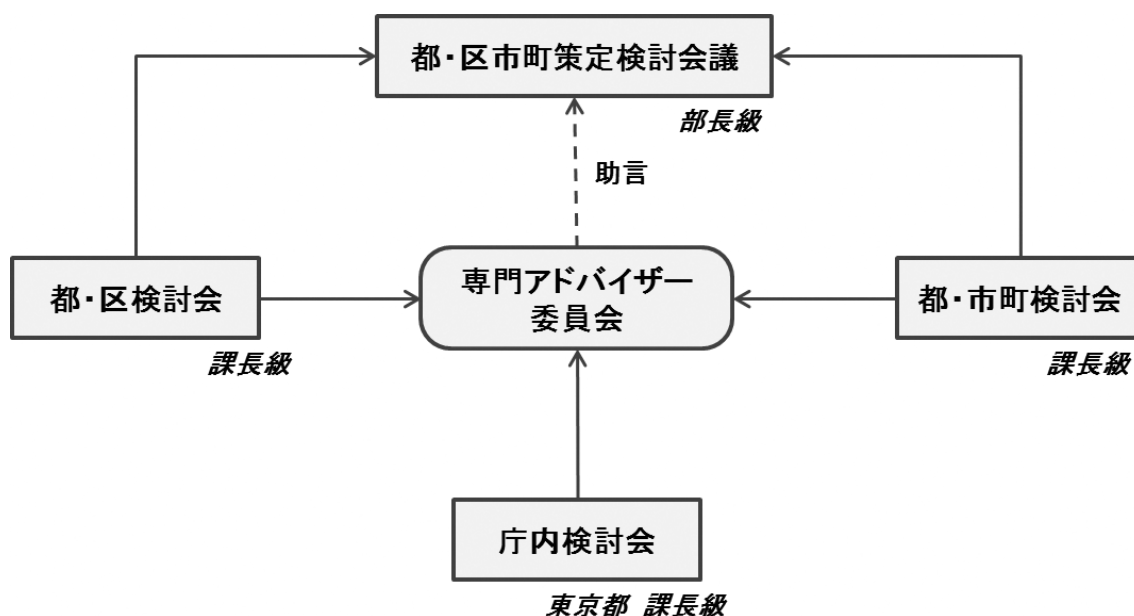 都・区市町策定検討会議
部長級
助言
都・区検討会
課長級
専門アドバイザー
委員会
都・市町検討会
課長級
庁内検討会
東京都 課長級